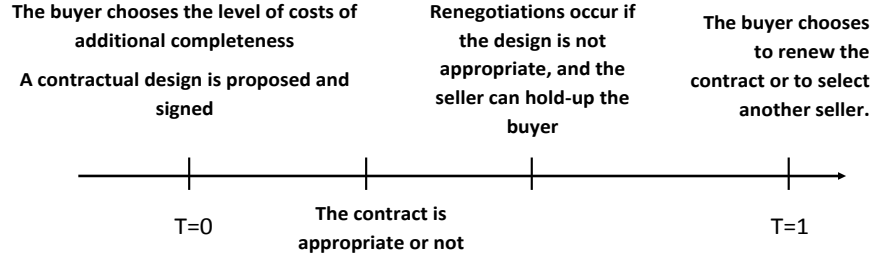 The buyer chooses the level of costs of
additional completeness
A contractual design is proposed and
signed
Renegotiations occur if
the design is not
appropriate, and the
seller can hold-up the
buyer
The buyer chooses
to renew the
contract or to select
another seller.
T=0
The contract is
appropriate or not
T=1